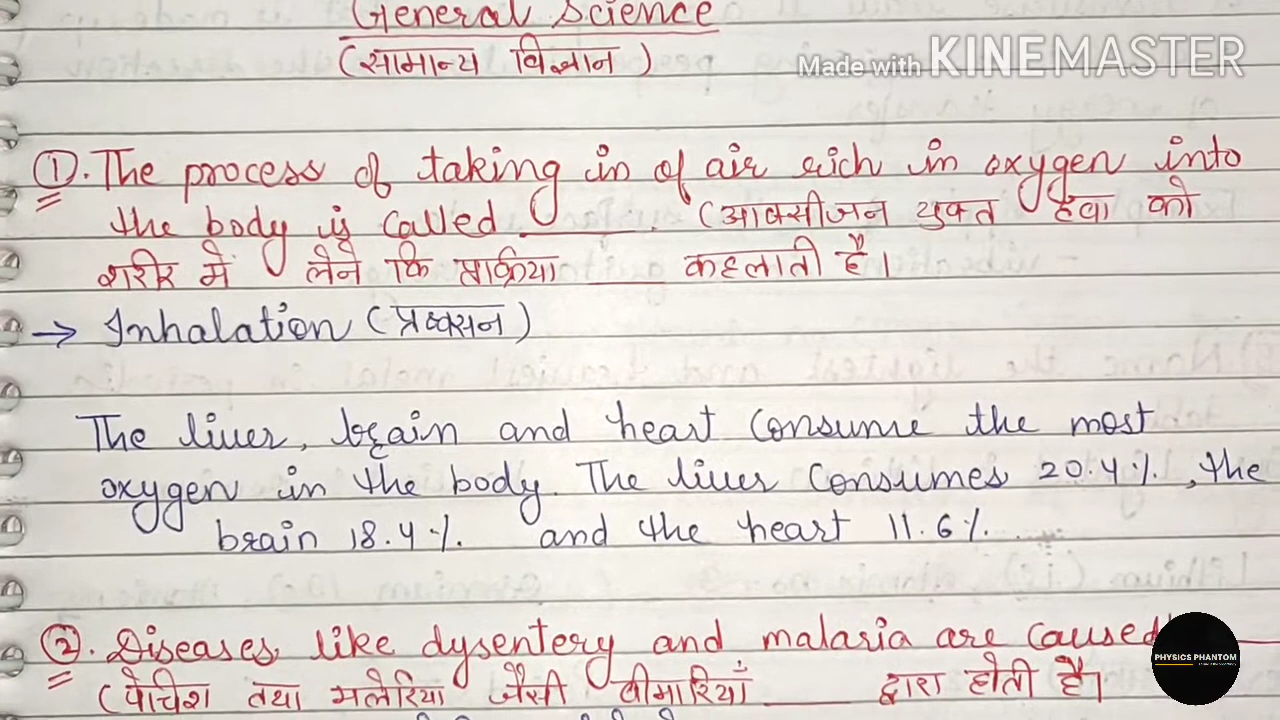 General Science
(सामान्य विज्ञान)
Made with KINEMASTER
①. The process of taking in of air rich in oxygen into
the body is called ______. (आक्सीजन युक्त हवा को
शरीर में लेने कि प्राक्रिया ____ कहलाती है।
→ Inhalation (प्रश्वसन)
The liver, brain and heart consume the most
oxygen in the body. The liver consumes 20.4%, the
brain 18.4%. and the heart 11.6%.
②. Diseases like dysentery and malaria are caused
PHYSICS PHANTOM
(पेचिश तथा मलेरिया जैसी बीमारियाँ ____ द्वारा होती है।